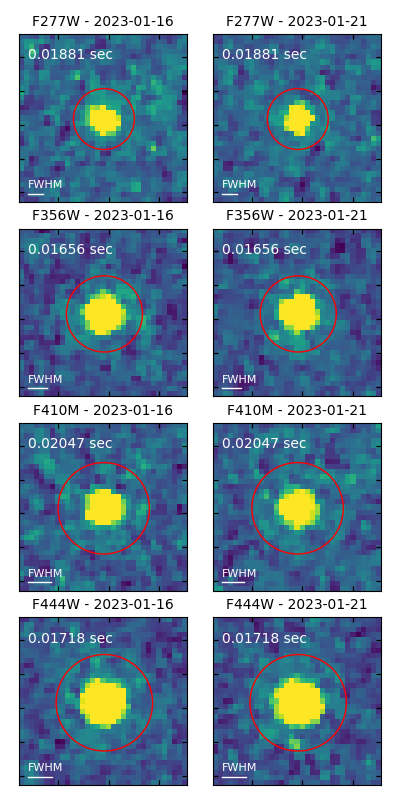 F277W - 2023-01-16
F277W - 2023-01-21
0.01881 sec
0.01881 sec
FWHM
FWHM
F356W - 2023-01-16
F356W - 2023-01-21
0.01656 sec
0.01656 sec
FWHM
FWHM
F410M - 2023-01-16
F410M - 2023-01-21
0.02047 sec
0.02047 sec
FWHM
FWHM
F444W - 2023-01-16
F444W - 2023-01-21
0.01718 sec
0.01718 sec
FWHM
FWHM